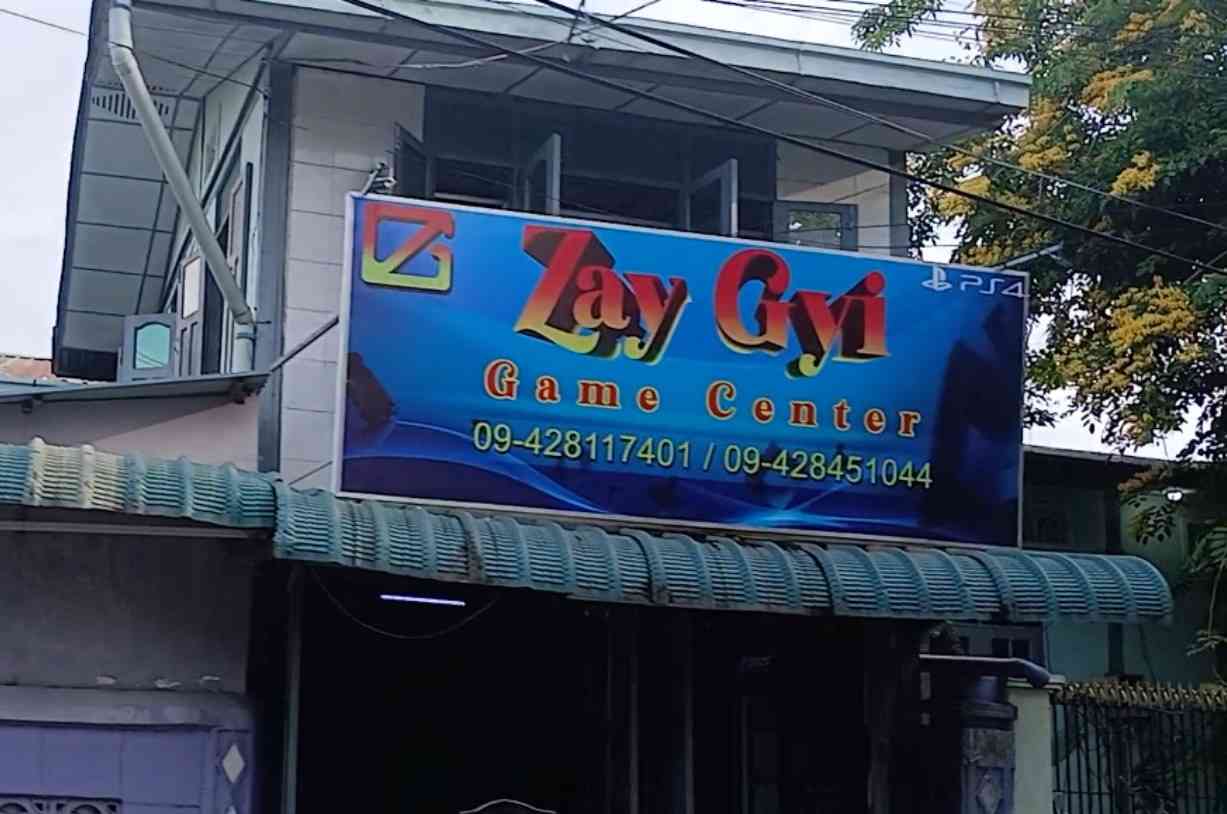 Zay Gyi
PS4
Game Center
09-428117401 / 09-428451044